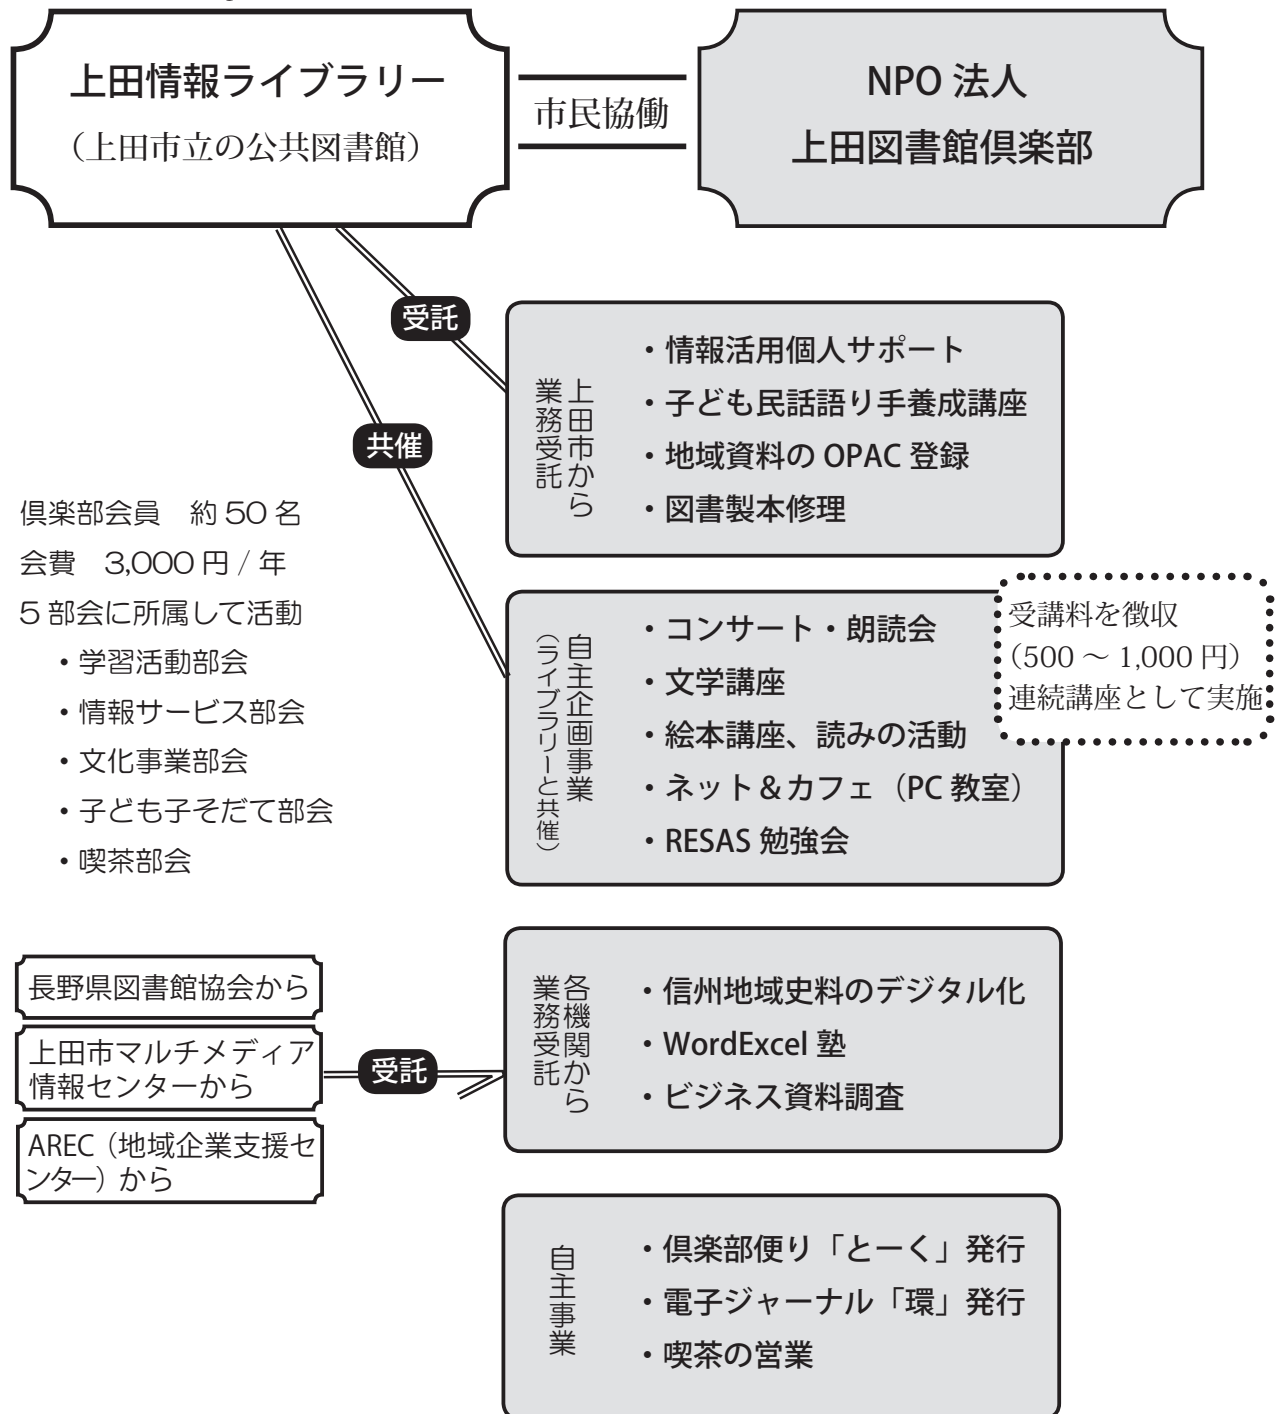 上田情報ライブラリー
（上田市立の公共図書館）
市民協働
NPO 法人
上田図書館倶楽部
受託
共催
上田市から
業務受託
・情報活用個人サポート
・子ども民話語り手養成講座
・地域資料の OPAC 登録
・図書製本修理
倶楽部会員　約 50 名
会費　3,000 円 / 年
5 部会に所属して活動
・学習活動部会
・情報サービス部会
・文化事業部会
・子ども子そだて部会
・喫茶部会
自主企画事業
（ライブラリーと共催）
・コンサート・朗読会
・文学講座
・絵本講座、読みの活動
・ネット＆カフェ（PC 教室）
・RESAS 勉強会
受講料を徴収
（500 ～ 1,000 円）
連続講座として実施
長野県図書館協会から
上田市マルチメディア
情報センターから
AREC（地域企業支援セ
ンター）から
受託
各機関から
業務受託
・信州地域史料のデジタル化
・WordExcel 塾
・ビジネス資料調査
自主事業
・倶楽部便り「とーく」発行
・電子ジャーナル「環」発行
・喫茶の営業